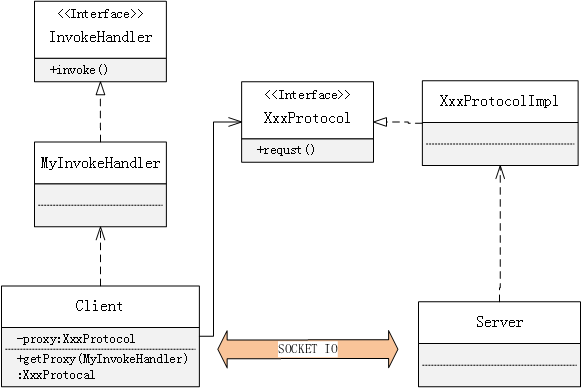 <<Interface>>
InvokeHandler
+invoke()
<<Interface>>
XxxProtocol
+requst()
XxxProtocolImpl
MyInvokeHandler
Client
-proxy:XxxProtocol
+getProxy(MyInvokeHandler)
:XxxProtocal
SOCKET IO
Server